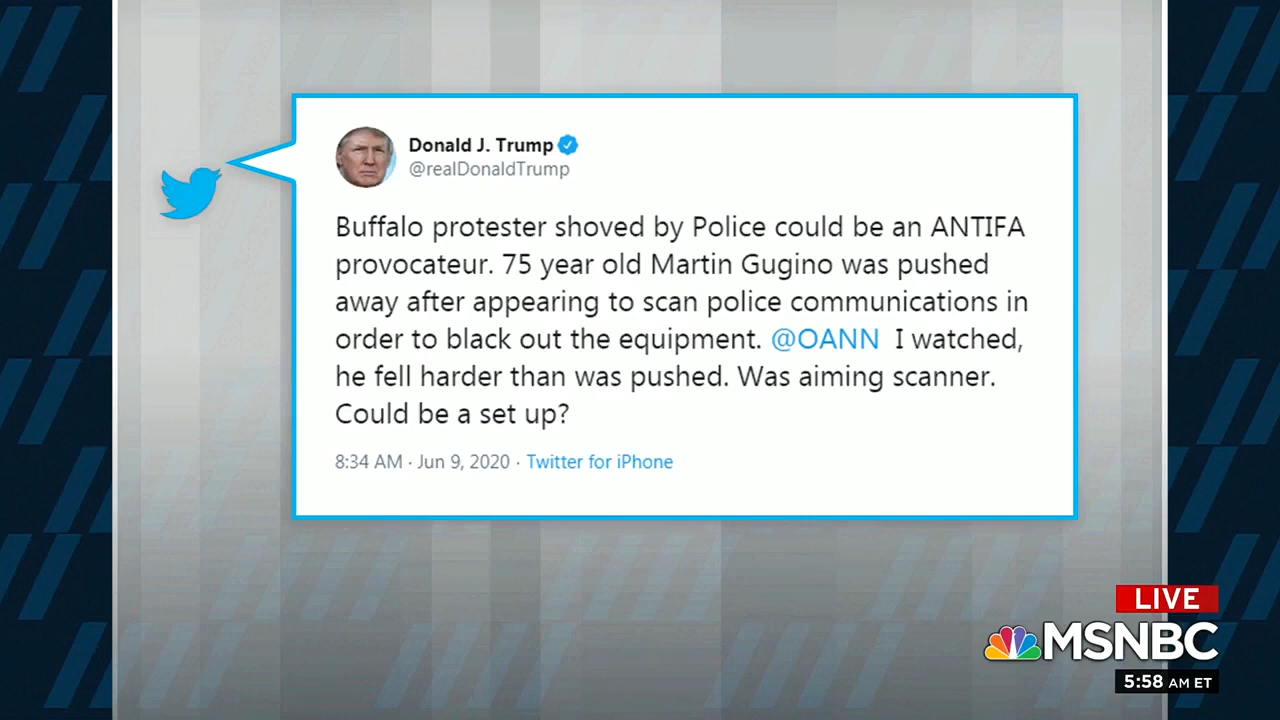 Donald J. Trump
@realDonaldTrump
Buffalo protester shoved by Police could be an ANTIFA
provocateur. 75 year old Martin Gugino was pushed
away after appearing to scan police communications in
order to black out the equipment. @OANN I watched,
he fell harder than was pushed. Was aiming scanner.
Could be a set up?
8:34 AM · Jun 9, 2020 · Twitter for iPhone
LIVE
MSNBC
5:58 AM ET